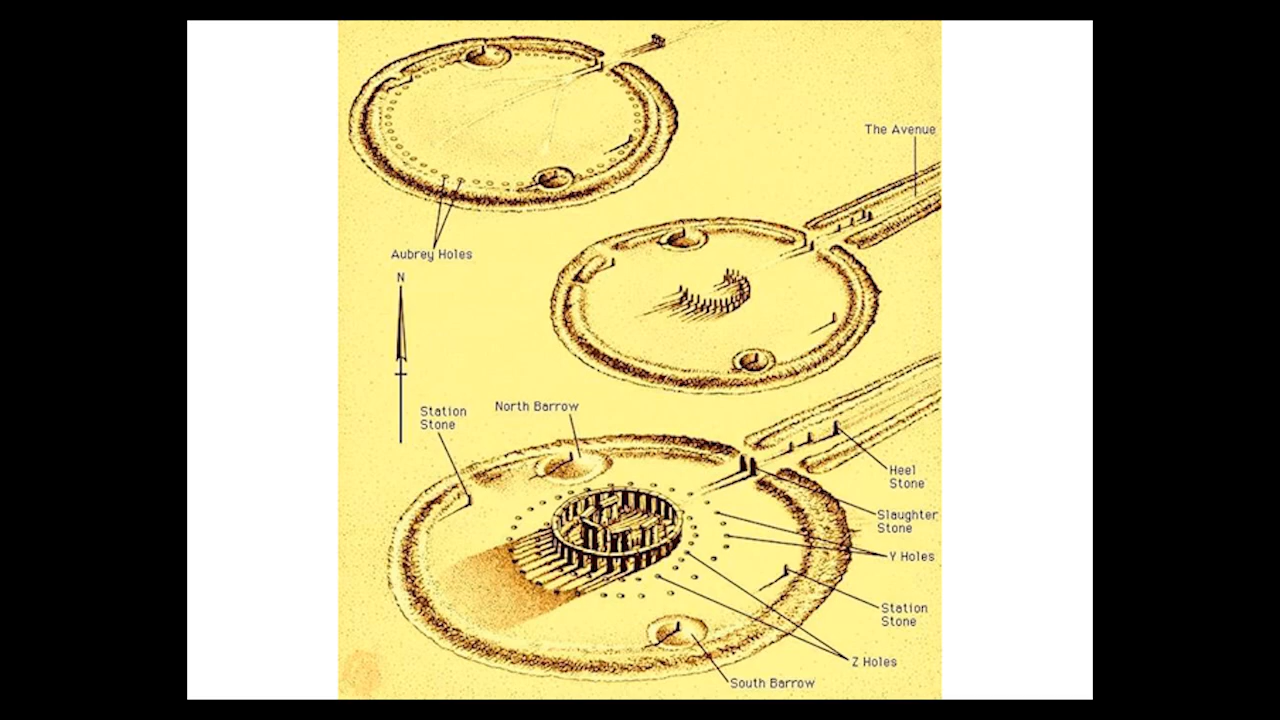 The Avenue
Aubrey Holes
N
North Barrow
Station
Stone
Heel
Stone
Slaughter
Stone
Y Holes
Station
Stone
Z Holes
South Barrow